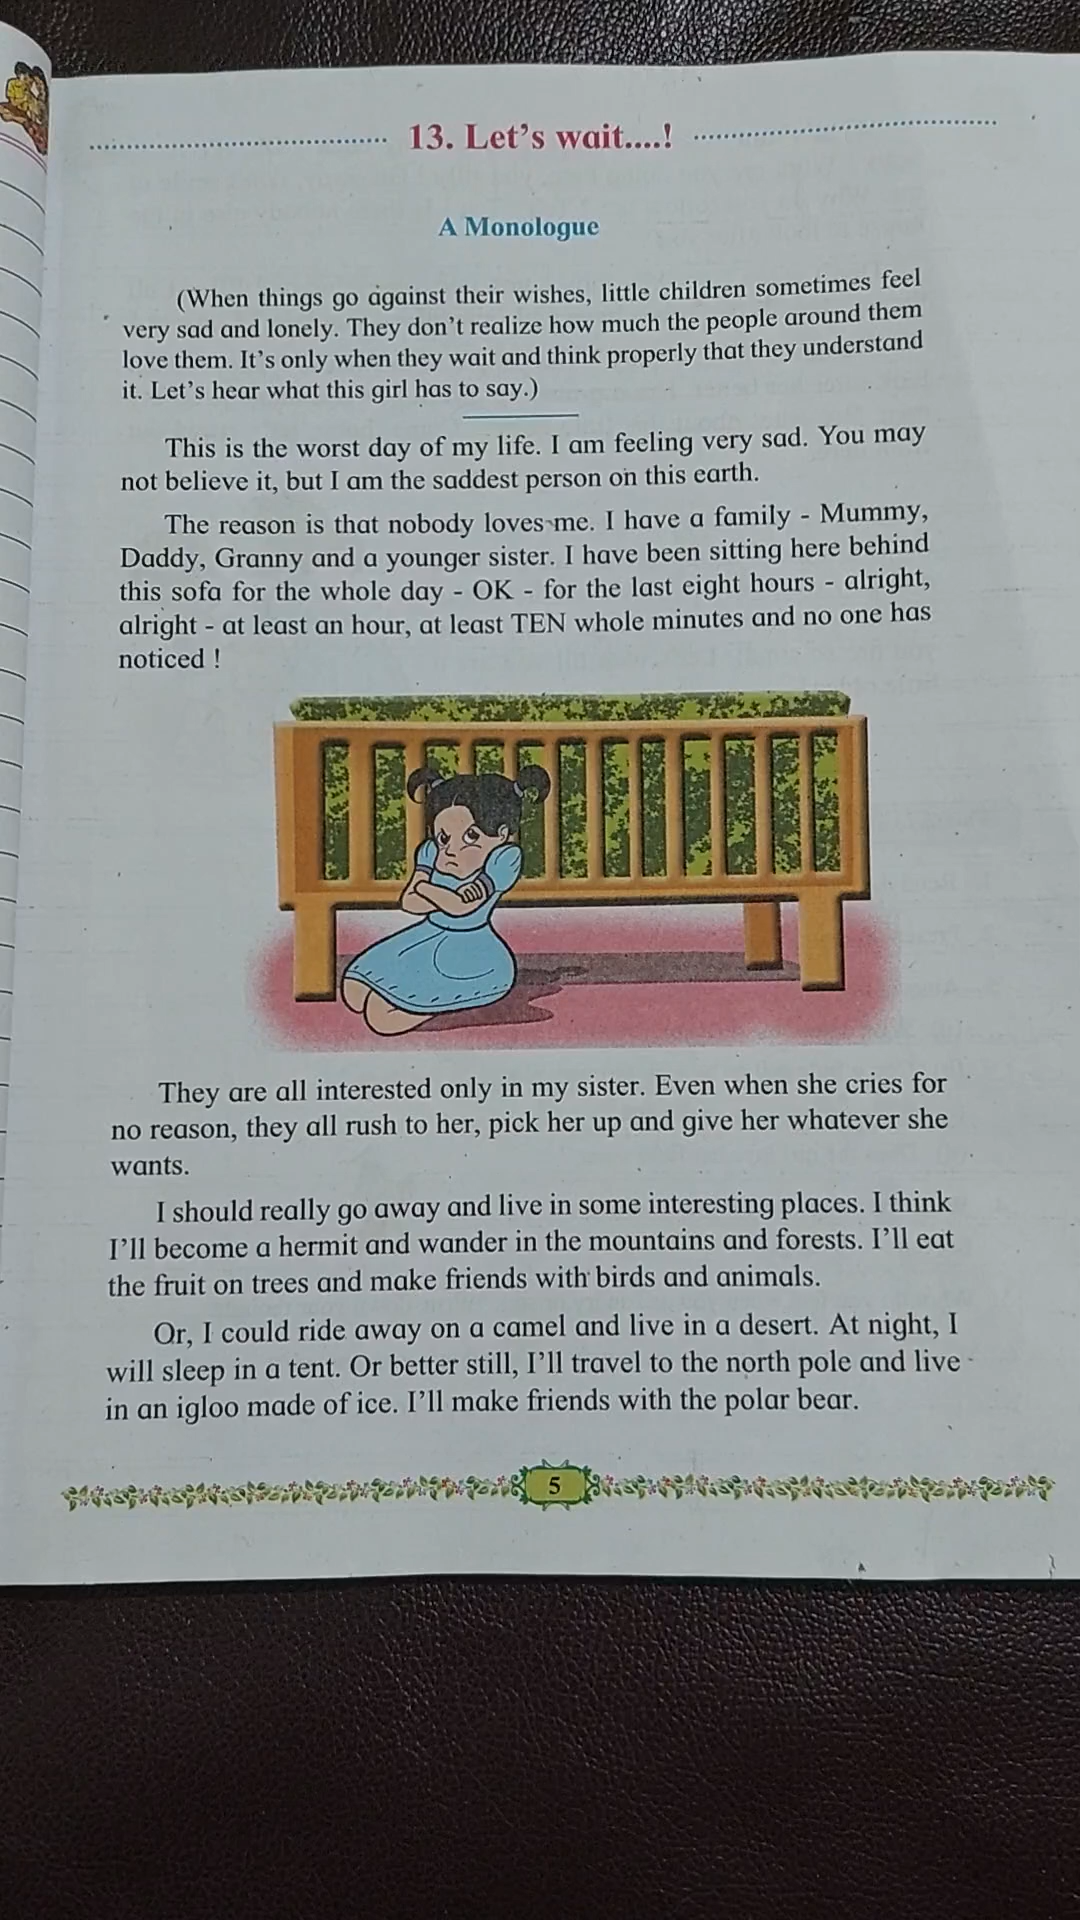 13. Let's wait....!
A Monologue
(When things go against their wishes, little children sometimes feel
very sad and lonely. They don't realize how much the people around them
love them. It's only when they wait and think properly that they understand
it. Let's hear what this girl has to say.)
This is the worst day of my life. I am feeling very sad. You may
not believe it, but I am the saddest person on this earth.
The reason is that nobody loves me. I have a family - Mummy,
Daddy, Granny and a younger sister. I have been sitting here behind
this sofa for the whole day - OK - for the last eight hours - alright,
alright - at least an hour, at least TEN whole minutes and no one has
noticed !
They are all interested only in my sister. Even when she cries for
no reason, they all rush to her, pick her up and give her whatever she
wants.
I should really go away and live in some interesting places. I think
I'll become a hermit and wander in the mountains and forests. I'll eat
the fruit on trees and make friends with birds and animals.
Or, I could ride away on a camel and live in a desert. At night, I
will sleep in a tent. Or better still, I'll travel to the north pole and live
in an igloo made of ice. I'll make friends with the polar bear.
5